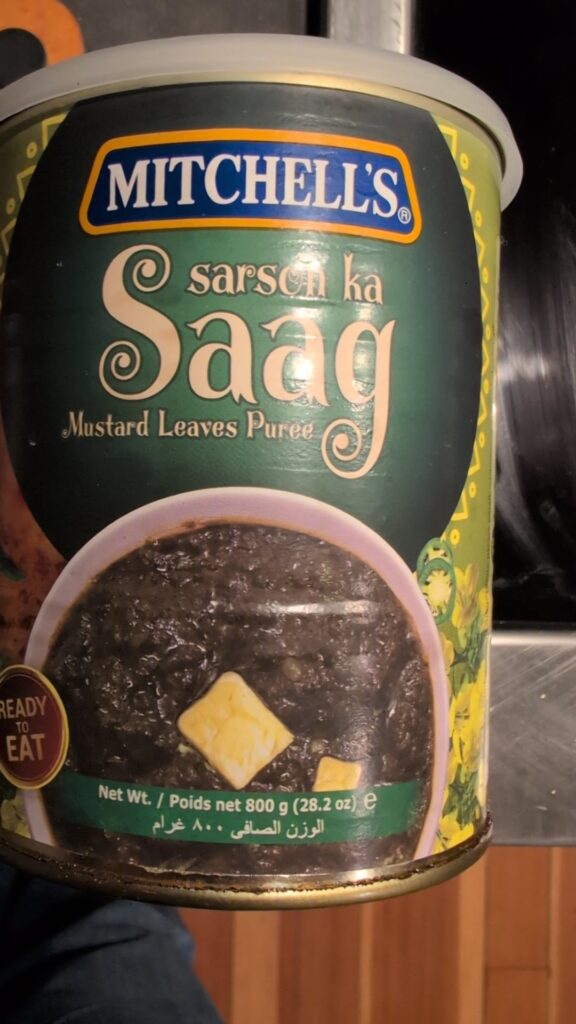 MITCHELL'S®
sarson ka
Saag
Mustard Leaves Puree
READY
TO
EAT
Net Wt. / Poids net 800 g (28.2 oz) ℮
الوزن الصافى ٨٠٠ غرام